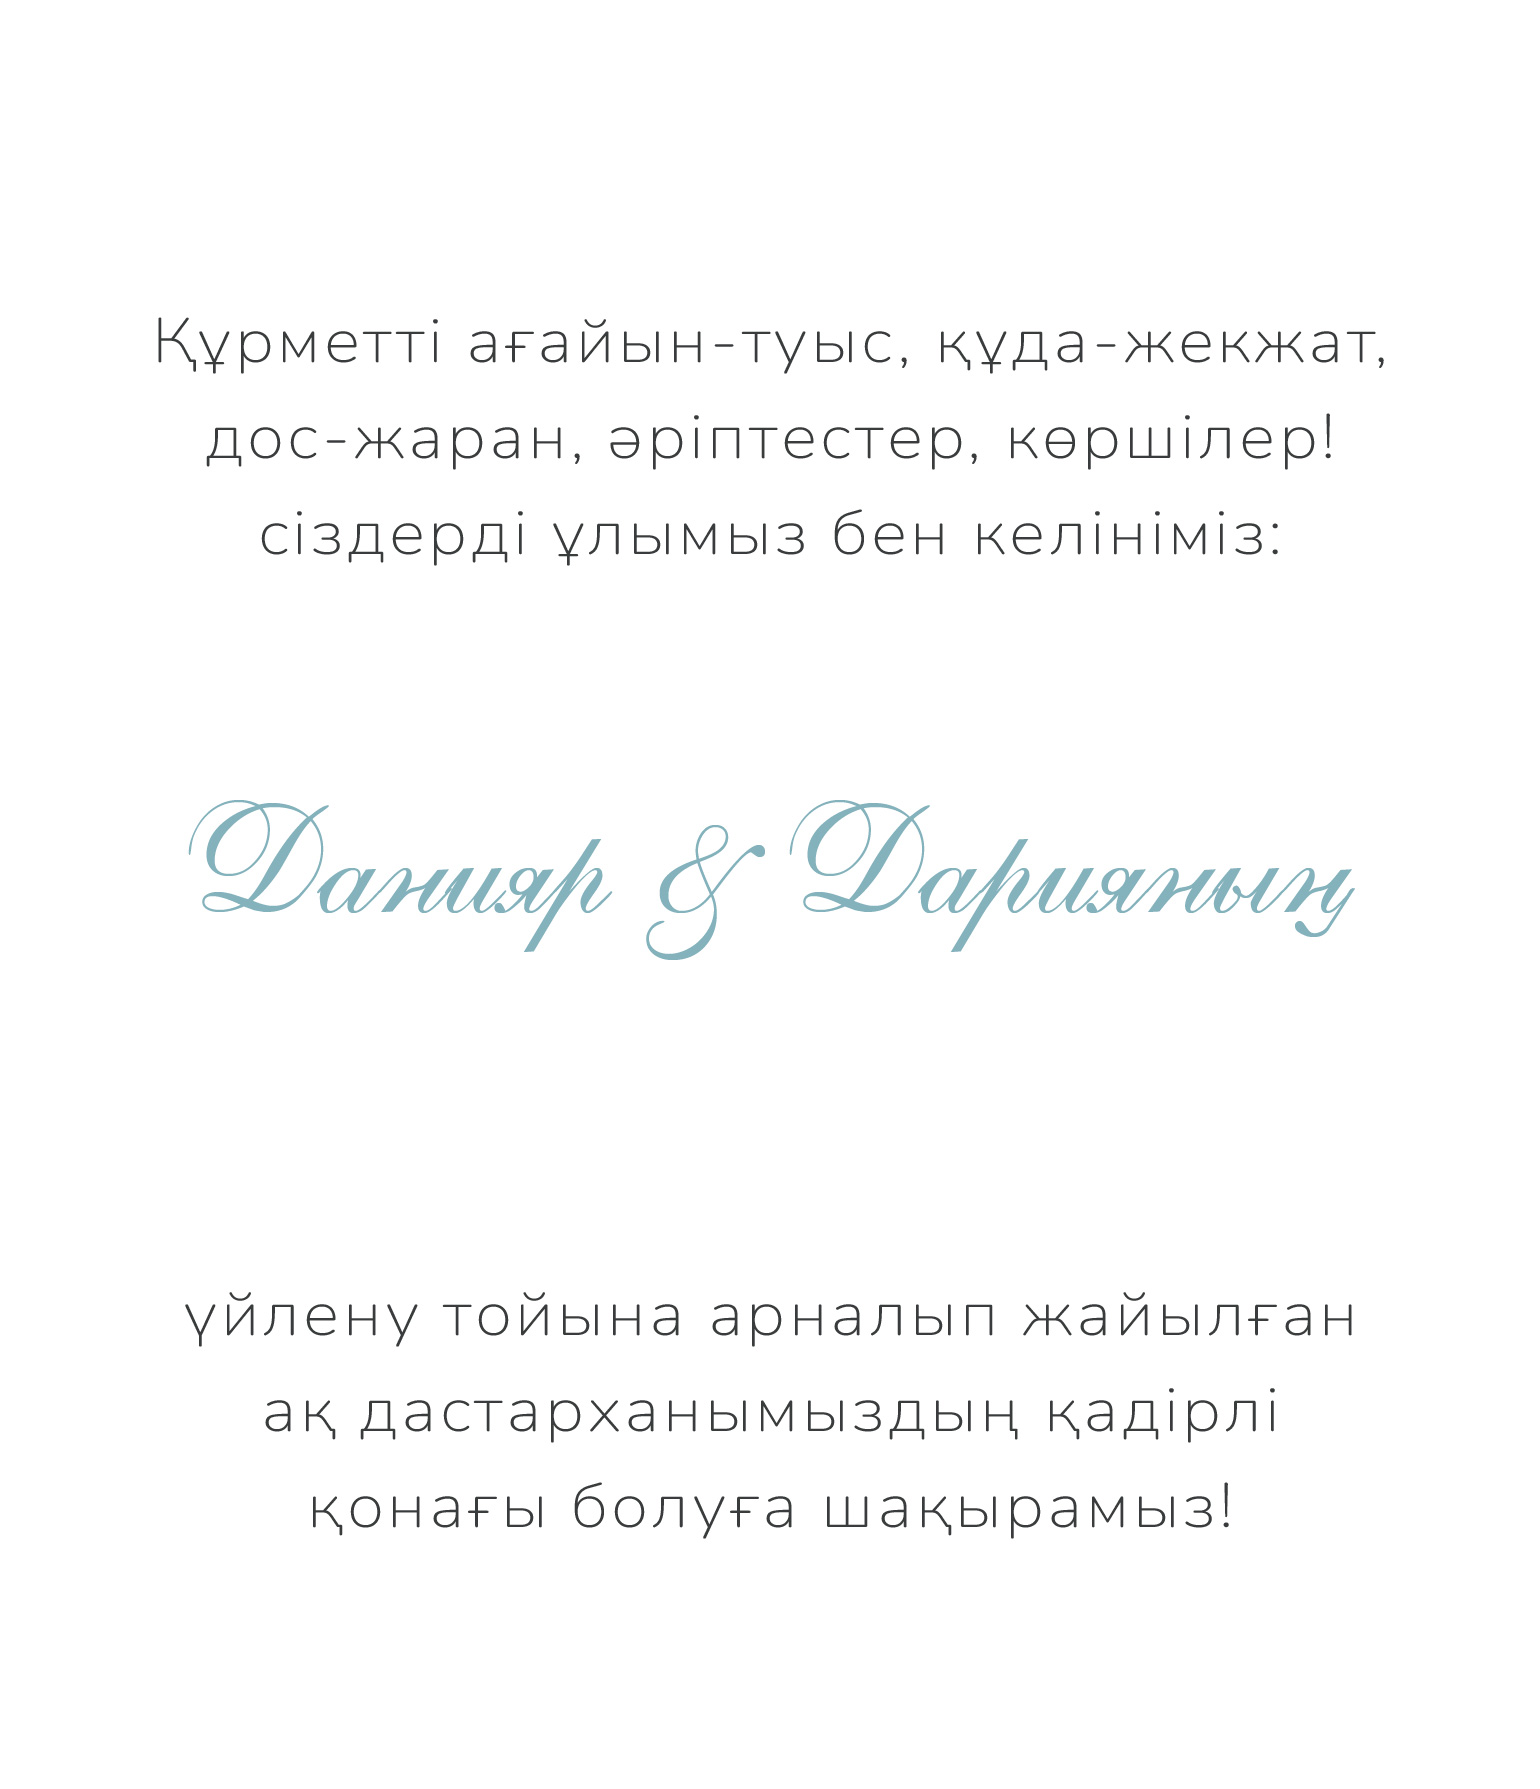 Құрметті ағайын-туыс, құда-жекжат,
дос-жаран, әріптестер, көршілер!
сіздерді ұлымыз бен келініміз:
Данияр & Дарияның
үйлену тойына арналып жайылған
ақ дастарханымыздың қадірлі
қонағы болуға шақырамыз!